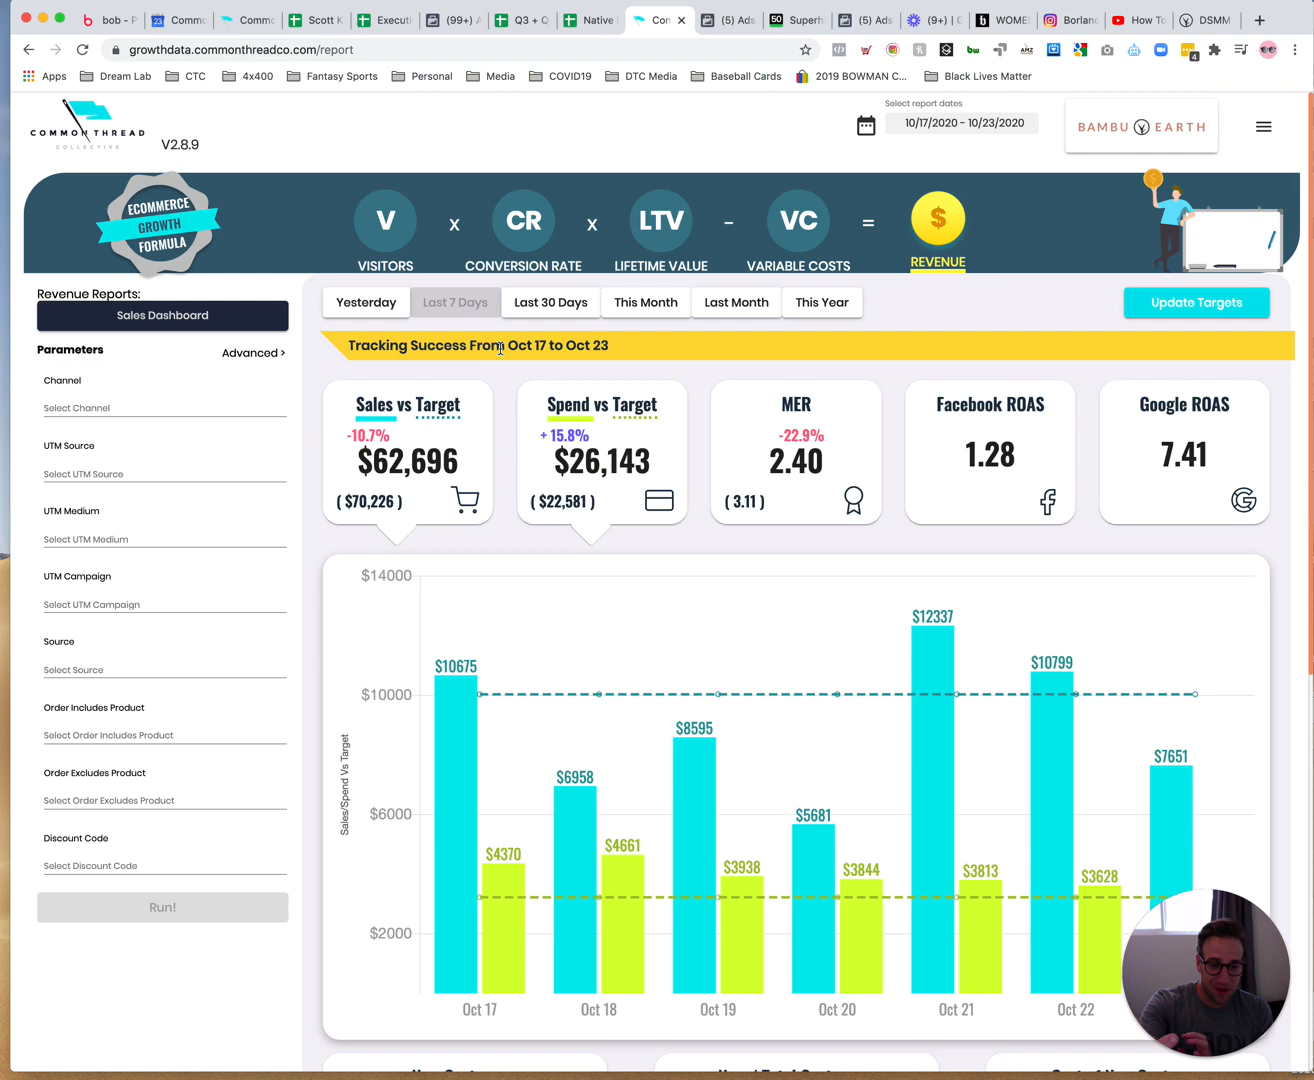 bob - P
Commo
Commo
Scott K
Executi
(99+) A
Q3 + Q
Native
Con
(5) Ads
Superh
(5) Ads
(9+) | G
WOME
Borlan
How To
DSMM
growthdata.commonthreadco.com/report
Apps
Dream Lab
CTC
4x400
Fantasy Sports
Personal
Media
COVID19
DTC Media
Baseball Cards
2019 BOWMAN C...
Black Lives Matter
COMMON THREAD
COLLECTIVE
V2.8.9
Select report dates
10/17/2020 - 10/23/2020
BAMBU EARTH
ECOMMERCE
GROWTH
FORMULA
V x CR x LTV - VC = $
VISITORS
CONVERSION RATE
LIFETIME VALUE
VARIABLE COSTS
REVENUE
Revenue Reports:
Sales Dashboard
Parameters
Advanced >
Channel
Select Channel
UTM Source
Select UTM Source
UTM Medium
Select UTM Medium
UTM Campaign
Select UTM Campaign
Source
Select Source
Order Includes Product
Select Order Includes Product
Order Excludes Product
Select Order Excludes Product
Discount Code
Select Discount Code
Run!
Yesterday
Last 7 Days
Last 30 Days
This Month
Last Month
This Year
Update Targets
Tracking Success From Oct 17 to Oct 23
Sales vs Target
-10.7%
$62,696
( $70,226 )
Spend vs Target
+ 15.8%
$26,143
( $22,581 )
MER
-22.9%
2.40
( 3.11 )
Facebook ROAS
1.28
Google ROAS
7.41
Sales/Spend Vs Target
$14000
$10000
$6000
$2000
$10675
$4370
$6958
$4661
$8595
$3938
$5681
$3844
$12337
$3813
$10799
$3628
$7651
Oct 17
Oct 18
Oct 19
Oct 20
Oct 21
Oct 22